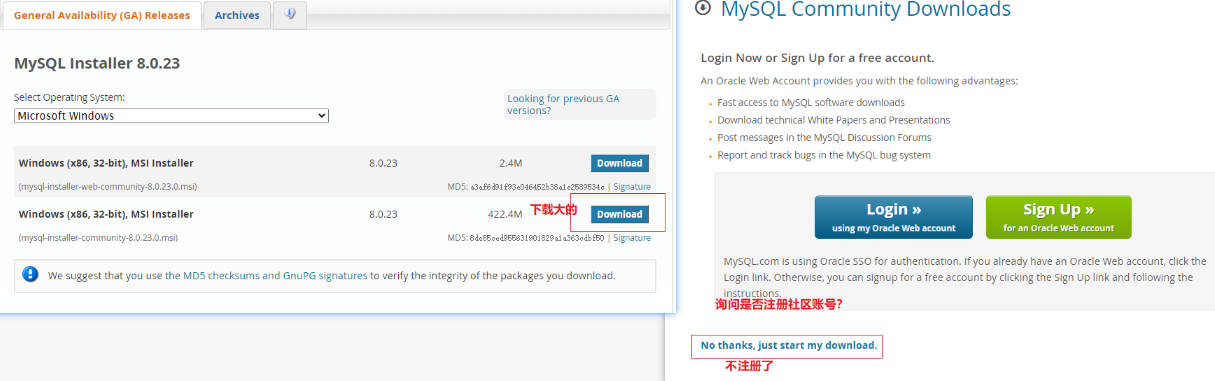 General Availability (GA) Releases
Archives
MySQL Installer 8.0.23
Select Operating System:
Microsoft Windows
Looking for previous GA
versions?
Windows (x86, 32-bit), MSI Installer 8.0.23 2.4M Download
(mysql-installer-web-community-8.0.23.0.msi) MD5: | Signature
Windows (x86, 32-bit), MSI Installer 8.0.23 422.4M 下载大的 Download
(mysql-installer-community-8.0.23.0.msi) MD5: | Signature
We suggest that you use the MD5 checksums and GnuPG signatures to verify the integrity of the packages you download.
MySQL Community Downloads
Login Now or Sign Up for a free account.
An Oracle Web Account provides you with the following advantages:
• Fast access to MySQL software downloads
• Download technical White Papers and Presentations
• Post messages in the MySQL Discussion Forums
• Report and track bugs in the MySQL bug system
Login »
using my Oracle Web account
Sign Up »
for an Oracle Web account
MySQL.com is using Oracle SSO for authentication. If you already have an Oracle Web account, click the
Login link. Otherwise, you can signup for a free account by clicking the Sign Up link and following the
instructions.
询问是否注册社区账号?
No thanks, just start my download.
不注册了